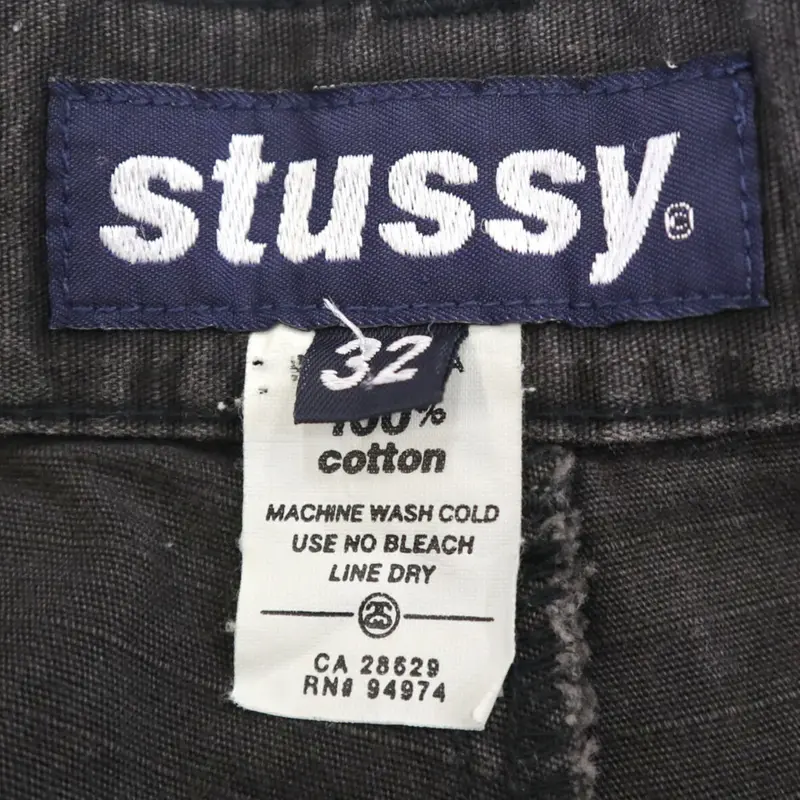 stussy®
32
100%
cotton
MACHINE WASH COLD
USE NO BLEACH
LINE DRY
CA 28629
RN# 94974